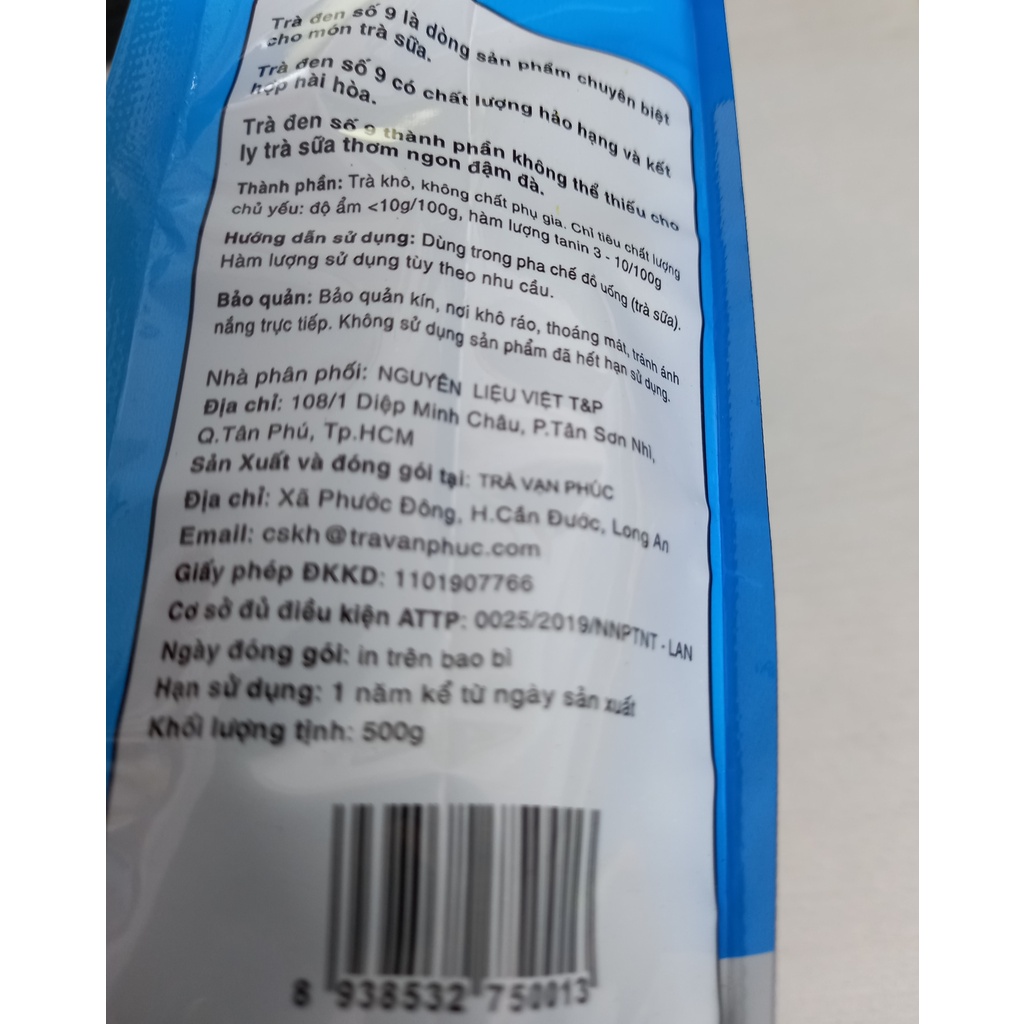 Trà đen số 9 là dòng sản phẩm chuyên biệt
cho món trà sữa.
Trà đen số 9 có chất lượng hảo hạng và kết
hợp hài hòa.
Trà đen số 9 thành phần không thể thiếu cho
ly trà sữa thơm ngon đậm đà.
Thành phần: Trà khô, không chất phụ gia. Chỉ tiêu chất lượng
chủ yếu: độ ẩm <10g/100g, hàm lượng tanin 3 - 10/100g
Hướng dẫn sử dụng: Dùng trong pha chế đồ uống (trà sữa).
Hàm lượng sử dụng tùy theo nhu cầu.
Bảo quản: Bảo quản kín, nơi khô ráo, thoáng mát, tránh ánh
nắng trực tiếp. Không sử dụng sản phẩm đã hết hạn sử dụng.
Nhà phân phối: NGUYÊN LIỆU VIỆT T&P
Địa chỉ: 108/1 Diệp Minh Châu, P.Tân Sơn Nhì,
Q.Tân Phú, Tp.HCM
Sản Xuất và đóng gói tại: TRÀ VẠN PHÚC
Địa chỉ: Xã Phước Đông, H.Cần Đước, Long An
Email: cskh@travanphuc.com
Giấy phép ĐKKD: 1101907766
Cơ sở đủ điều kiện ATTP: 0025/2019/NNPTNT - LAN
Ngày đóng gói: in trên bao bì
Hạn sử dụng: 1 năm kể từ ngày sản xuất
Khối lượng tịnh: 500g
8 938532 750013